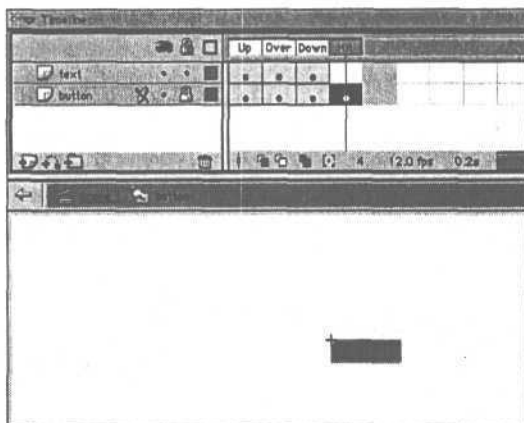 Timeline
Up Over Down
text
button
4 12.0 fps 0.2s
button